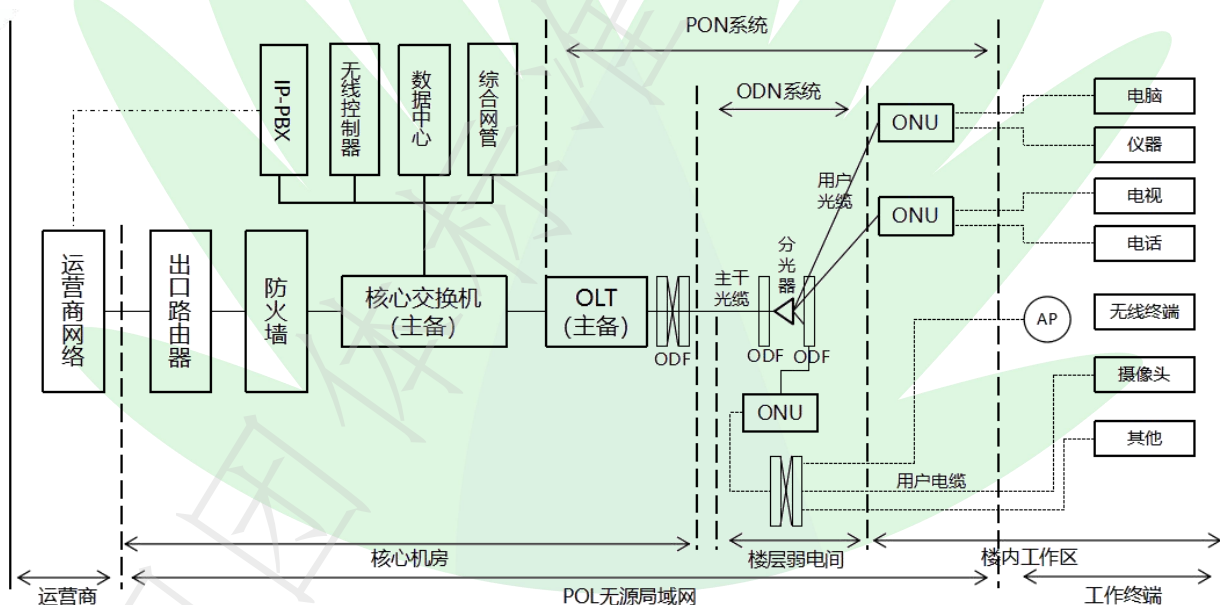 PON系统
IP-PBX
无线控制器
数据中心
综合网管
ODN系统
ONU
电脑
仪器
用户
光缆
ONU
电视
电话
运营商网络
出口路由器
防火墙
核心交换机
(主备)
OLT
(主备)
ODF
主干
光缆
分光器
ODF
ODF
AP
无线终端
ONU
摄像头
用户电缆
其他
核心机房
楼层弱电间
楼内工作区
运营商
POL无源局域网
工作终端
团体标准